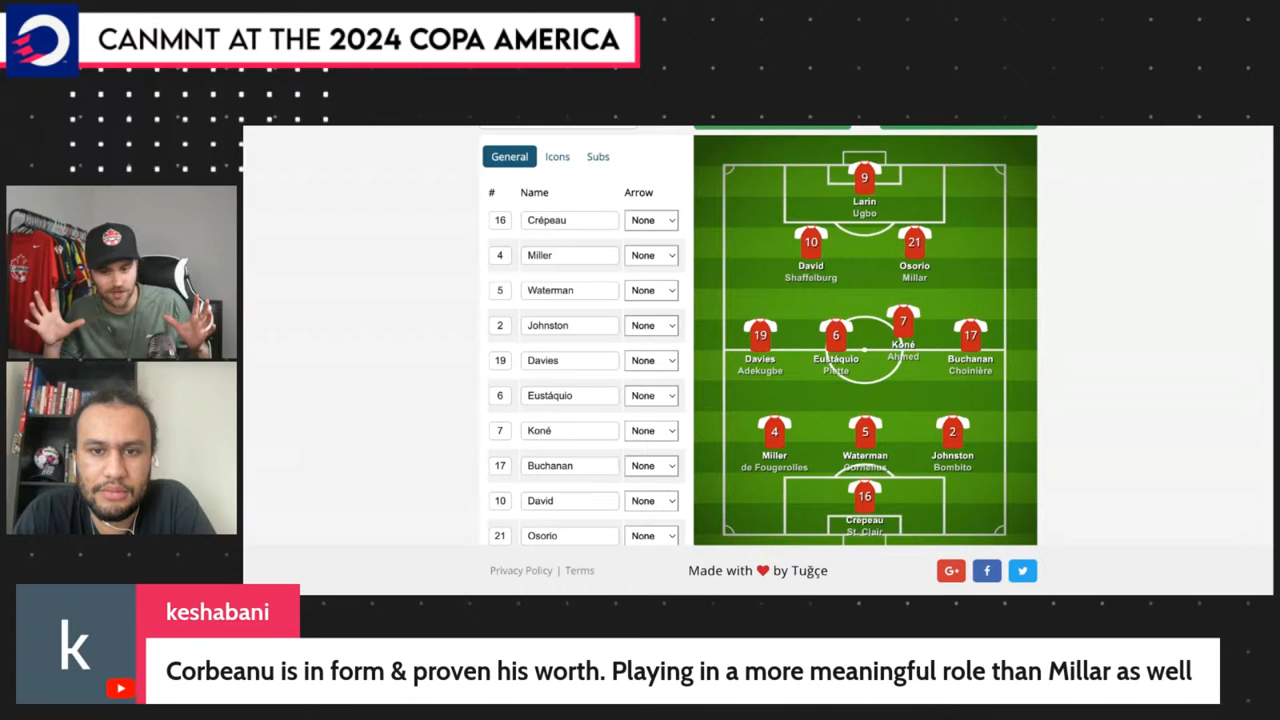 CANMNT AT THE 2024 COPA AMERICA
General Icons Subs
# Name Arrow
16 Crépeau None
4 Miller None
5 Waterman None
2 Johnston None
19 Davies None
6 Eustáquio None
7 Koné None
17 Buchanan None
10 David None
21 Osorio None
9
Larin
Ugbo
10 21
David Osorio
Shaffelburg Millar
19 6 7 17
Davies Eustáquio Koné Buchanan
Adekugbe Piette Ahmed Choinière
4 5 2
Miller Waterman Johnston
de Fougerolles Cornelius Bombito
16
Crépeau
St. Clair
Privacy Policy | Terms
Made with ❤ by Tuğçe
G+ f
keshabani
k
Corbeanu is in form & proven his worth. Playing in a more meaningful role than Millar as well